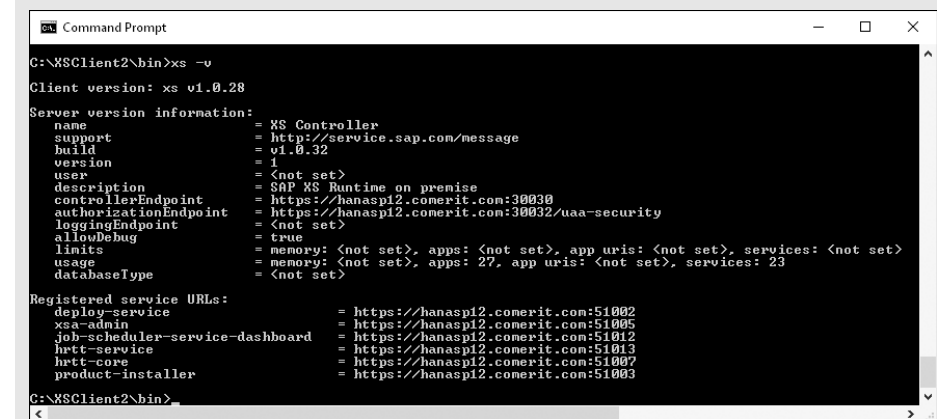 Command Prompt
C:\XSClient2\bin>xs -v
Client version: xs v1.0.28
Server version information:
name = XS Controller
support = http://service.sap.com/message
build = v1.0.32
version = 1
user = <not set>
description = SAP XS Runtime on premise
controllerEndpoint = https://hanasp12.comerit.com:30030
authorizationEndpoint = https://hanasp12.comerit.com:30032/uaa-security
loggingEndpoint = <not set>
allowDebug = true
limits = memory: <not set>, apps: <not set>, app uris: <not set>, services: <not set>
usage = memory: <not set>, apps: 27, app uris: <not set>, services: 23
databaseType = <not set>
Registered service URLs:
deploy-service = https://hanasp12.comerit.com:51002
xsa-admin = https://hanasp12.comerit.com:51005
job-scheduler-service-dashboard = https://hanasp12.comerit.com:51012
hrtt-service = https://hanasp12.comerit.com:51013
hrtt-core = https://hanasp12.comerit.com:51007
product-installer = https://hanasp12.comerit.com:51003
C:\XSClient2\bin>_